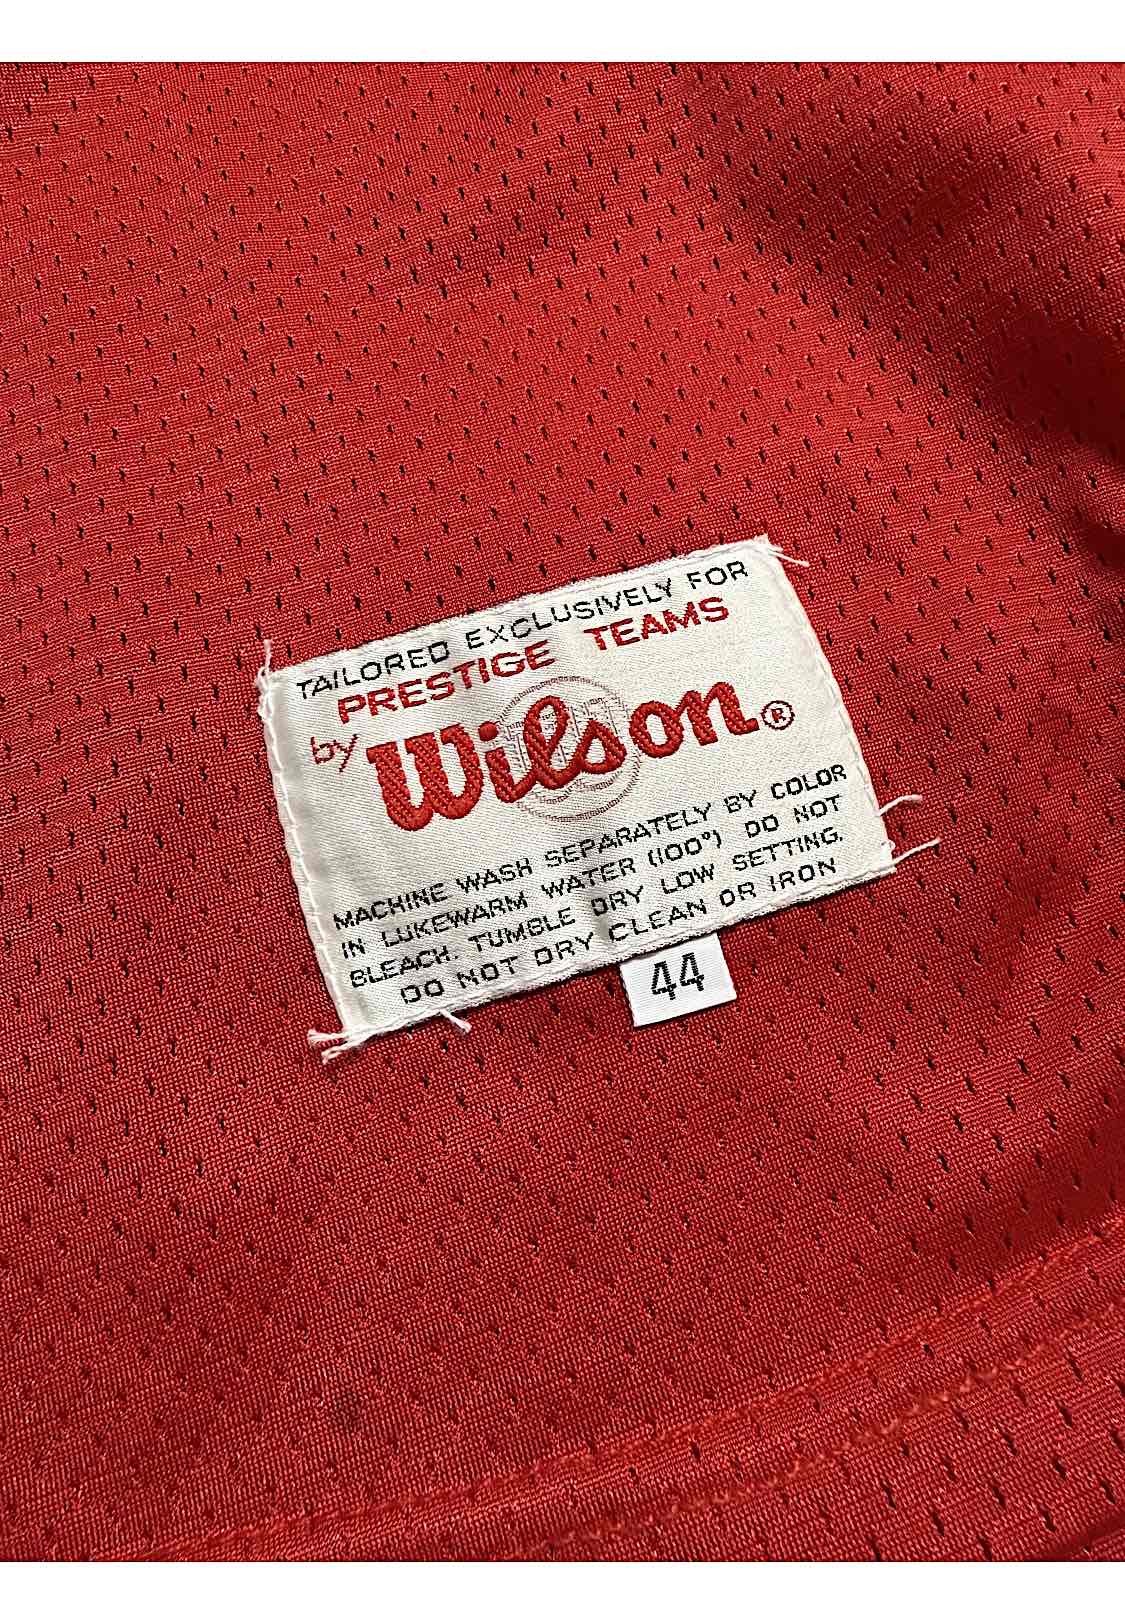 TAILORED EXCLUSIVELY FOR
PRESTIGE TEAMS
by Wilson®
MACHINE WASH SEPARATELY BY COLOR
IN LUKEWARM WATER (100°) DO NOT
BLEACH. TUMBLE DRY LOW SETTING.
DO NOT DRY CLEAN OR IRON
44